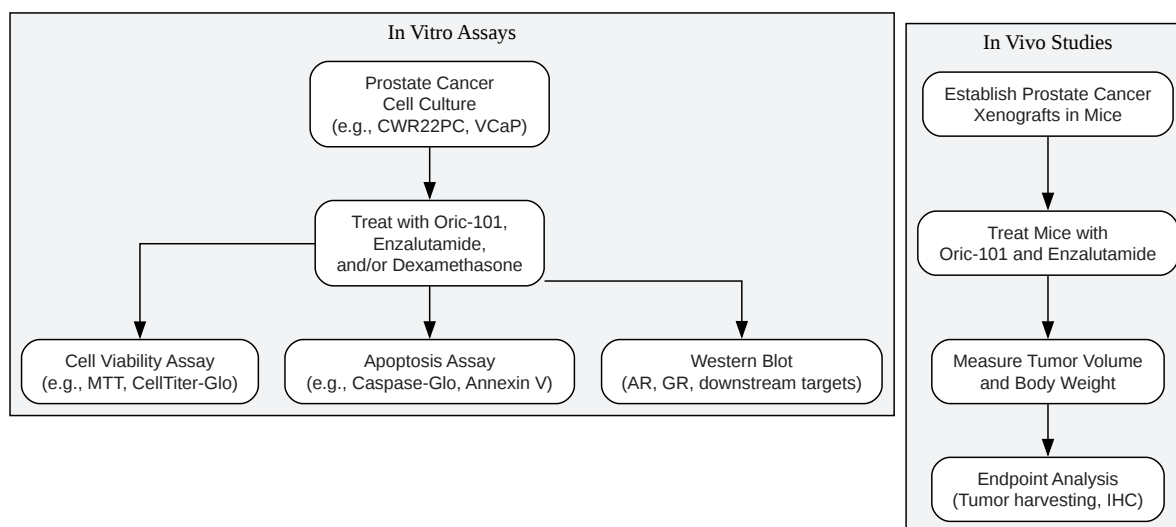 In Vitro Assays
Prostate Cancer
Cell Culture
(e.g., CWR22PC, VCaP)
Treat with Oric-101,
Enzalutamide,
and/or Dexamethasone
Cell Viability Assay
(e.g., MTT, CellTiter-Glo)
Apoptosis Assay
(e.g., Caspase-Glo, Annexin V)
Western Blot
(AR, GR, downstream targets)
In Vivo Studies
Establish Prostate Cancer
Xenografts in Mice
Treat Mice with
Oric-101 and Enzalutamide
Measure Tumor Volume
and Body Weight
Endpoint Analysis
(Tumor harvesting, IHC)